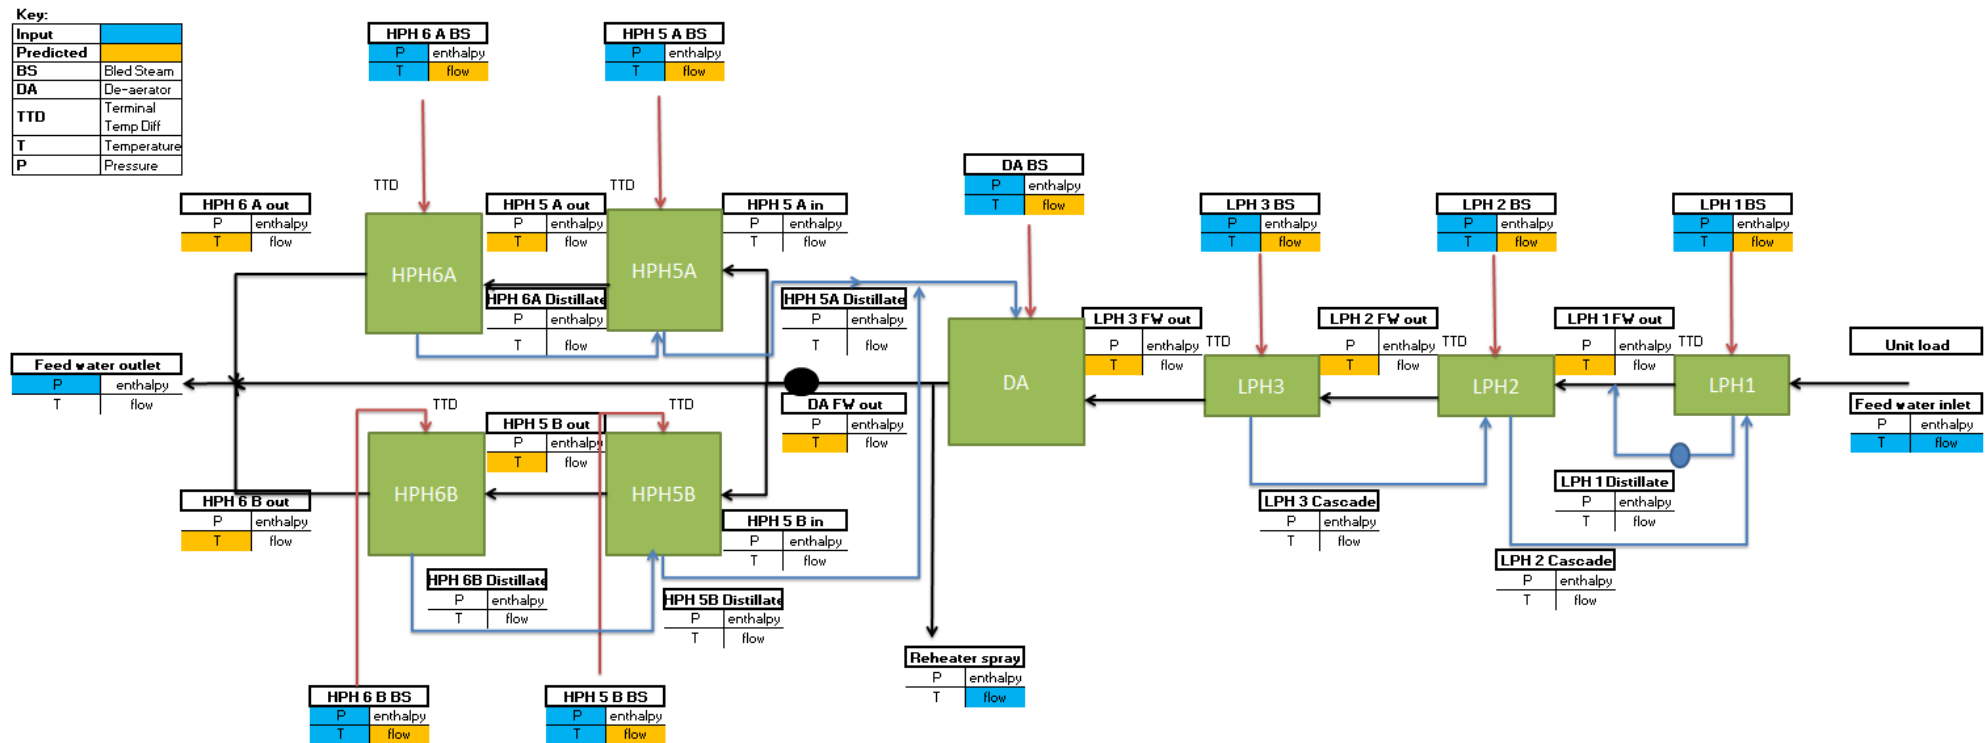 Key:
Input
Predicted
BS Bled Steam
DA De-aerator
TTD Terminal
Temp Diff
T Temperature
P Pressure
HPH 6 A BS
P enthalpy
T flow
HPH 5 A BS
P enthalpy
T flow
TTD
TTD
HPH 6 A out
P enthalpy
T flow
HPH 5 A out
P enthalpy
T flow
HPH 5 A in
P enthalpy
T flow
DA BS
P enthalpy
T flow
LPH 3 BS
P enthalpy
T flow
LPH 2 BS
P enthalpy
T flow
LPH 1 BS
P enthalpy
T flow
HPH6A
HPH5A
HPH 6A Distillate
P enthalpy
T flow
HPH 5A Distillate
P enthalpy
T flow
LPH 3 FW out
P enthalpy
T flow
TTD
LPH 2 FW out
P enthalpy
T flow
TTD
LPH 1 FW out
P enthalpy
T flow
TTD
Unit load
Feed water outlet
P enthalpy
T flow
DA
LPH3
LPH2
LPH1
Feed water inlet
P enthalpy
T flow
DA FW out
P enthalpy
T flow
TTD
TTD
HPH 5 B out
P enthalpy
T flow
HPH6B
HPH5B
HPH 6 B out
P enthalpy
T flow
HPH 5 B in
P enthalpy
T flow
LPH 3 Cascade
P enthalpy
T flow
LPH 1 Distillate
P enthalpy
T flow
LPH 2 Cascade
P enthalpy
T flow
HPH 6B Distillate
P enthalpy
T flow
HPH 5B Distillate
P enthalpy
T flow
Reheater spray
P enthalpy
T flow
HPH 6 B BS
P enthalpy
T flow
HPH 5 B BS
P enthalpy
T flow